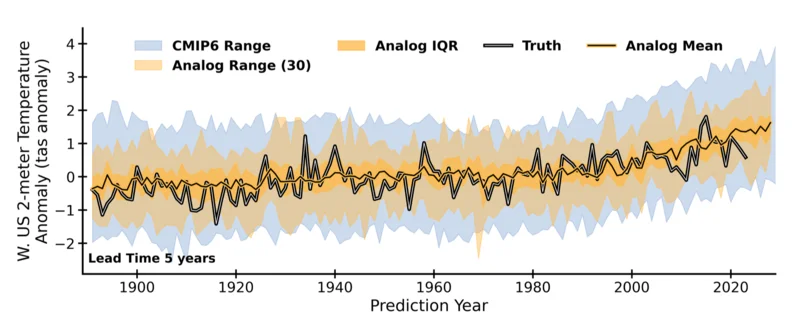 CMIP6 Range
Analog IQR
Truth
Analog Mean
Analog Range (30)
W. US 2-meter Temperature
Anomaly (tas anomaly)
4
3
2
1
0
−1
−2
Lead Time 5 years
1900 1920 1940 1960 1980 2000 2020
Prediction Year